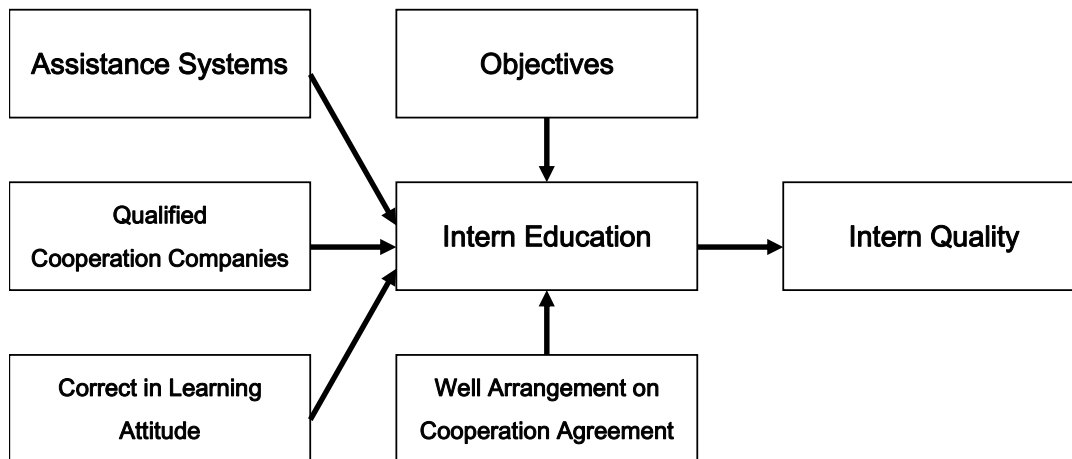 Assistance Systems
Objectives
Qualified
Cooperation Companies
Intern Education
Intern Quality
Correct in Learning
Attitude
Well Arrangement on
Cooperation Agreement